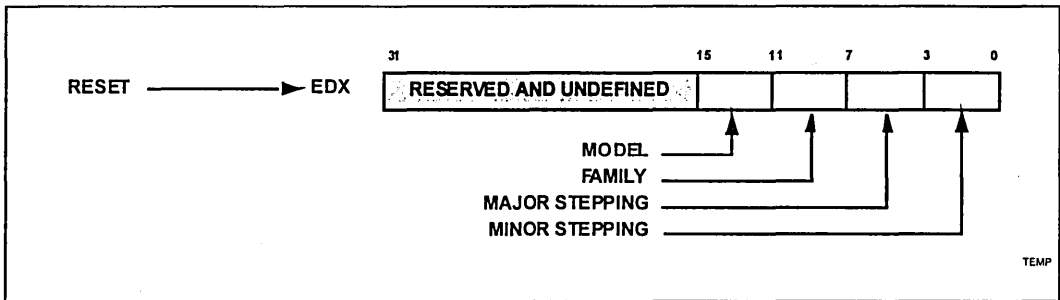 31 15 11 7 3 0
RESET EDX RESERVED AND UNDEFINED
MODEL
FAMILY
MAJOR STEPPING
MINOR STEPPING
TEMP